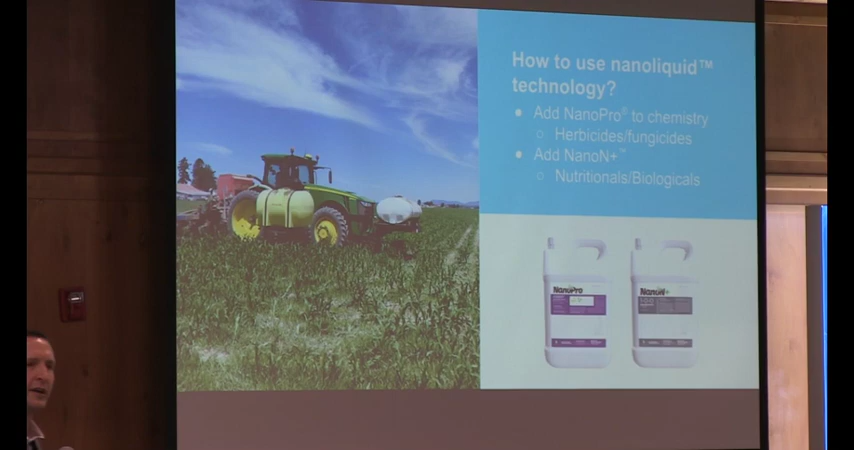 How to use nanoliquid™
technology?
● Add NanoPro® to chemistry
○ Herbicides/fungicides
● Add NanoN+™
○ Nutritionals/Biologicals
NanoPro
NanoN+